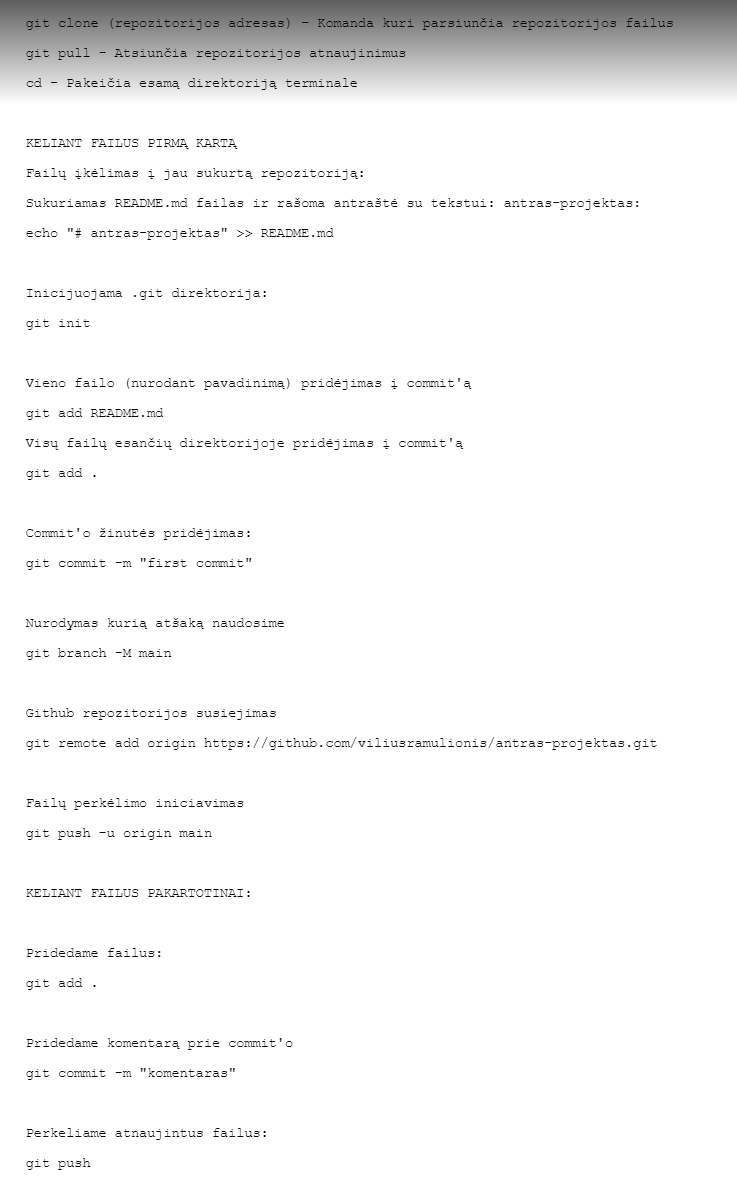 git clone (repozitorijos adresas) - Komanda kuri parsiunčia repozitorijos failus
git pull - Atsiunčia repozitorijos atnaujinimus
cd - Pakeičia esamą direktoriją terminale
KELIANT FAILUS PIRMĄ KARTĄ
Failų įkėlimas į jau sukurtą repozitoriją:
Sukuriamas README.md failas ir rašoma antraštė su tekstui: antras-projektas:
echo "# antras-projektas" >> README.md
Inicijuojama .git direktorija:
git init
Vieno failo (nurodant pavadinimą) pridėjimas į commit'ą
git add README.md
Visų failų esančių direktorijoje pridėjimas į commit'ą
git add .
Commit'o žinutės pridėjimas:
git commit -m "first commit"
Nurodymas kurią atšaką naudosime
git branch -M main
Github repozitorijos susiejimas
git remote add origin https://github.com/viliusramulionis/antras-projektas.git
Failų perkėlimo iniciavimas
git push -u origin main
KELIANT FAILUS PAKARTOTINAI:
Pridedame failus:
git add .
Pridedame komentarą prie commit'o
git commit -m "komentaras"
Perkeliame atnaujintus failus:
git push